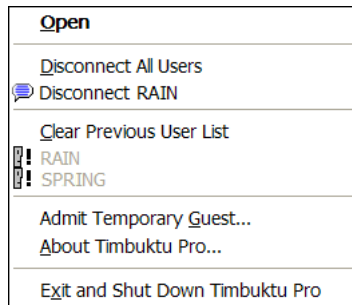 Open
Disconnect All Users
Disconnect RAIN
Clear Previous User List
RAIN
SPRING
Admit Temporary Guest...
About Timbuktu Pro...
Exit and Shut Down Timbuktu Pro